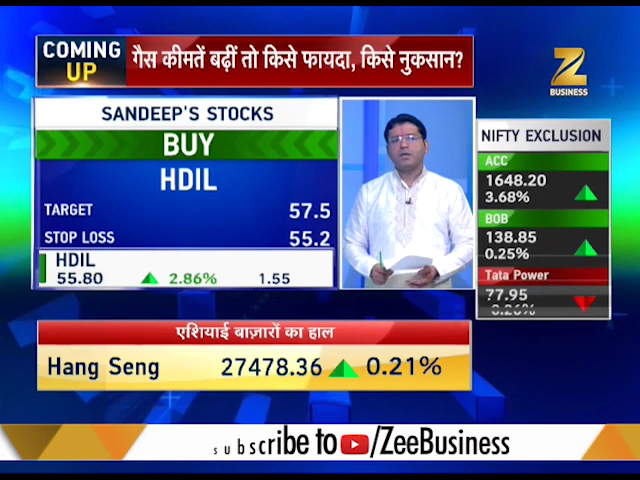 COMING
UP
गैस कीमतें बढ़ीं तो किसे फायदा, किसे नुकसान?
Z
BUSINESS
SANDEEP'S STOCKS
BUY
HDIL
TARGET 57.5
STOP LOSS 55.2
HDIL
55.80 2.86% 1.55
NIFTY EXCLUSION
ACC
1648.20
3.68%
BOB
138.85
0.25%
Tata Power
77.95
एशियाई बाज़ारों का हाल
Hang Seng 27478.36 0.21%
subscribe to /ZeeBusiness